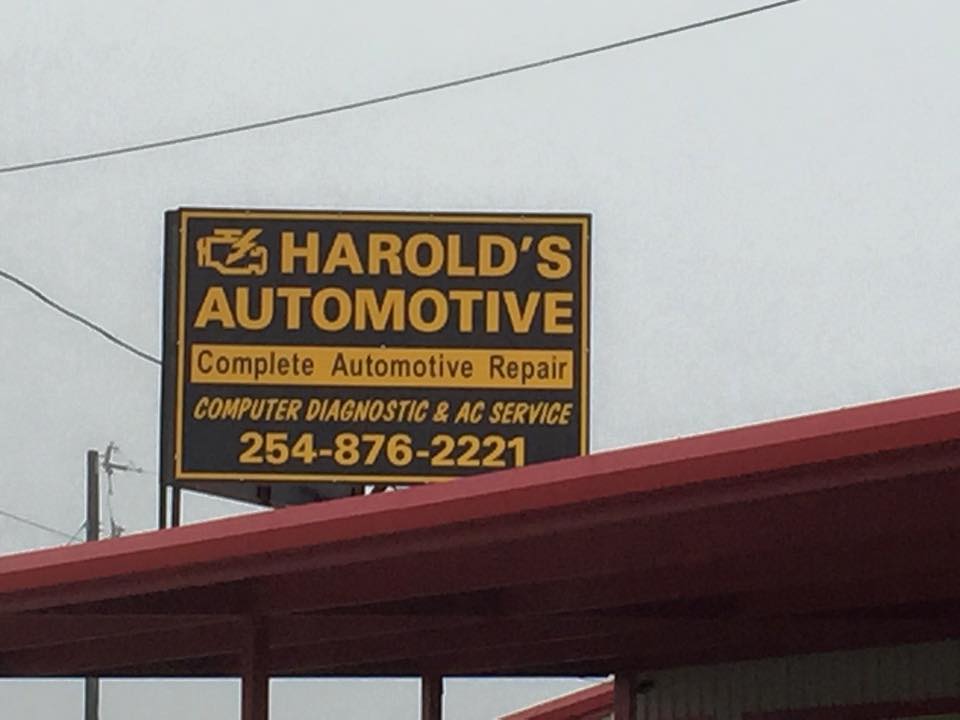 HAROLD'S
AUTOMOTIVE
Complete Automotive Repair
COMPUTER DIAGNOSTIC & AC SERVICE
254-876-2221